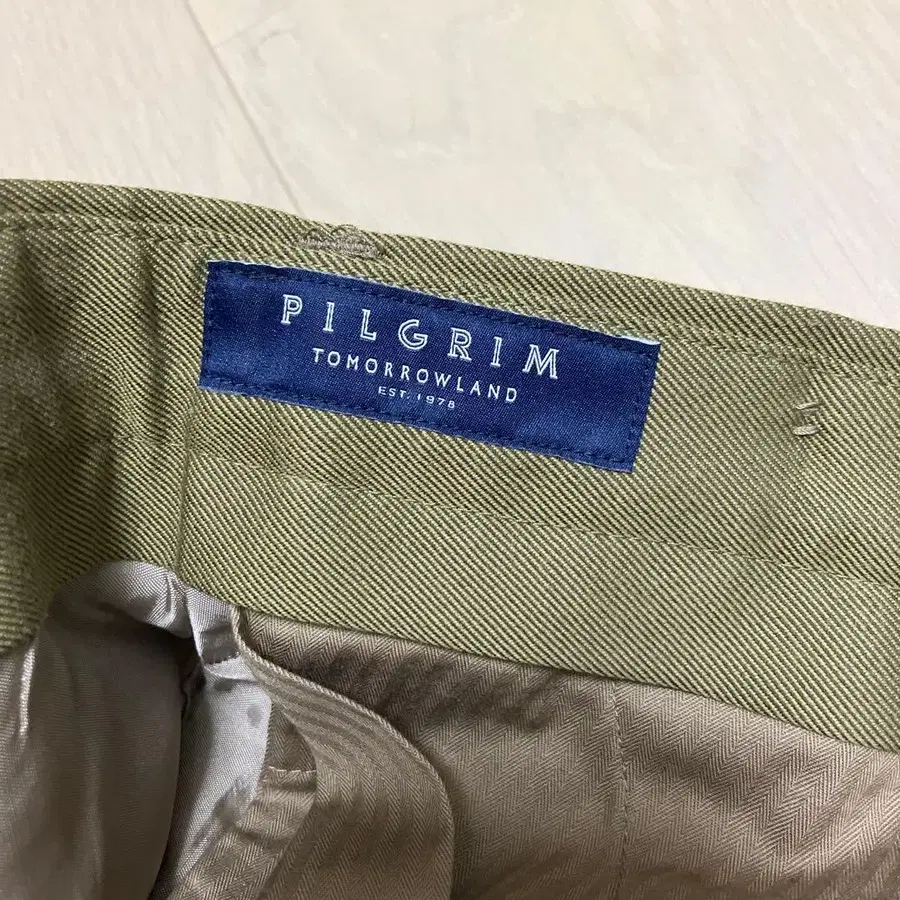 PILGRIM
TOMORROWLAND
EST. 1978